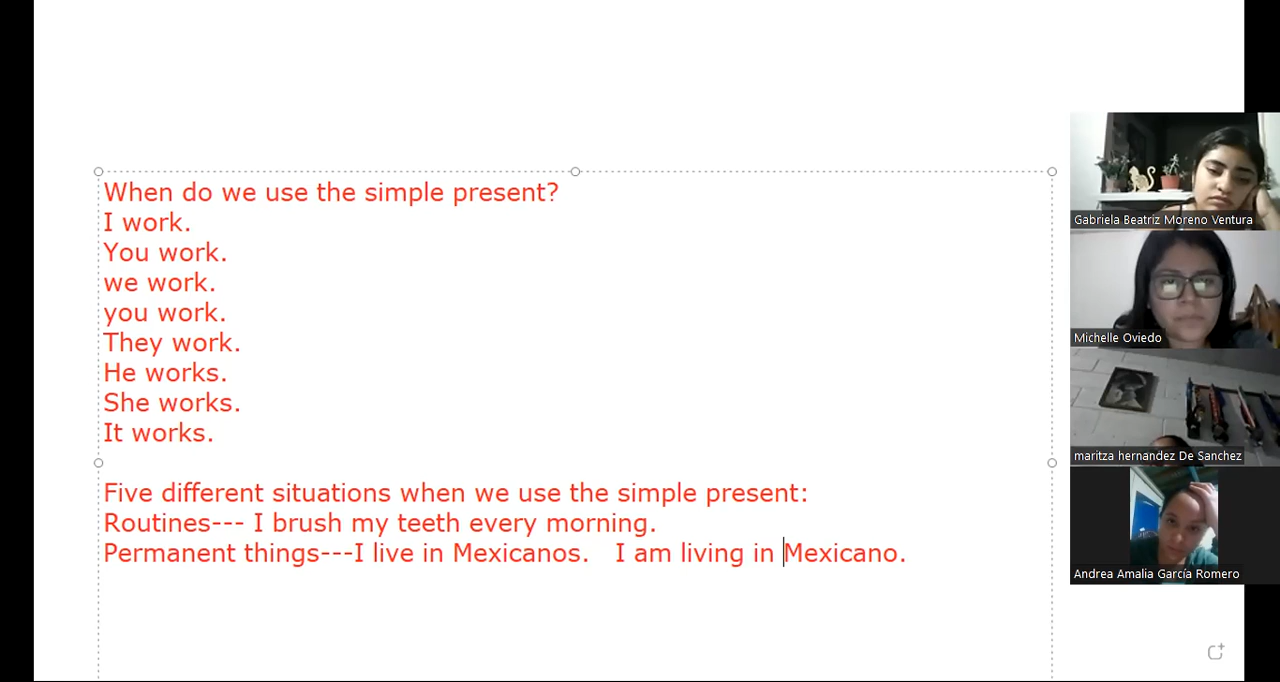 When do we use the simple present?
I work.
You work.
we work.
you work.
They work.
He works.
She works.
It works.
Five different situations when we use the simple present:
Routines--- I brush my teeth every morning.
Permanent things---I live in Mexicanos.   I am living in Mexicano.
Gabriela Beatriz Moreno Ventura
Michelle Oviedo
maritza hernandez De Sanchez
Andrea Amalia García Romero